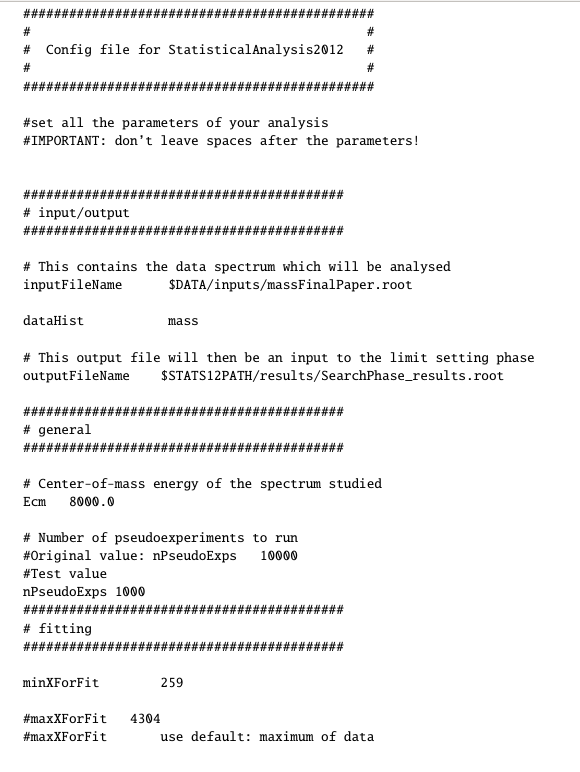 ##############################################
#                                            #
#  Config file for StatisticalAnalysis2012   #
#                                            #
##############################################
#set all the parameters of your analysis
#IMPORTANT: don't leave spaces after the parameters!
##########################################
# input/output
##########################################
# This contains the data spectrum which will be analysed
inputFileName      $DATA/inputs/massFinalPaper.root
dataHist           mass
# This output file will then be an input to the limit setting phase
outputFileName    $STATS12PATH/results/SearchPhase_results.root
##########################################
# general
##########################################
# Center-of-mass energy of the spectrum studied
Ecm   8000.0
# Number of pseudoexperiments to run
#Original value: nPseudoExps   10000
#Test value
nPseudoExps 1000
##########################################
# fitting
##########################################
minXForFit        259
#maxXForFit   4304
#maxXForFit       use default: maximum of data